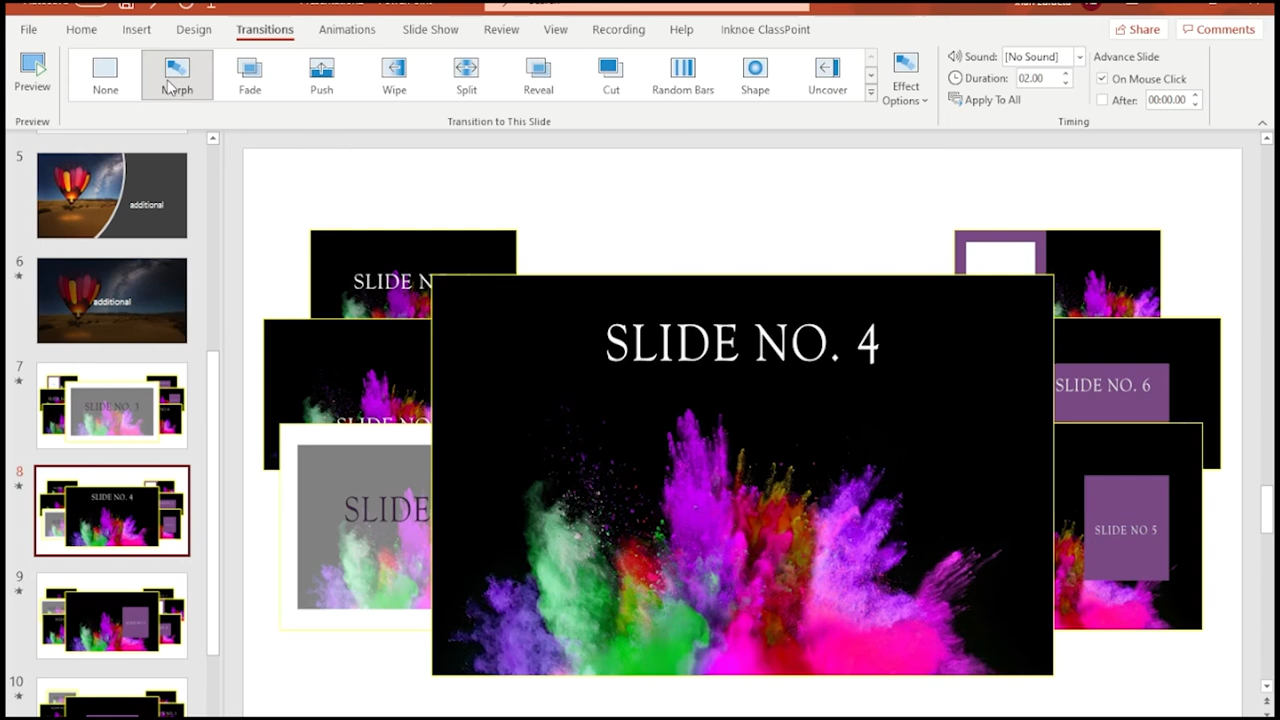 File Home Insert Design Transitions Animations Slide Show Review View Recording Help Inknoe ClassPoint Share Comments
Preview None Morph Fade Push Wipe Split Reveal Cut Random Bars Shape Uncover Effect Options
Sound: [No Sound] Advance Slide
Duration: 02.00 On Mouse Click
Apply To All After: 00:00.00
Preview Transition to This Slide Timing
5
additional
6
additional
7
SLIDE NO. 3
8
SLIDE NO. 4
9
10
SLIDE
SLIDE NO. 4
SLIDE NO. 6
SLIDE
SLIDE NO 5